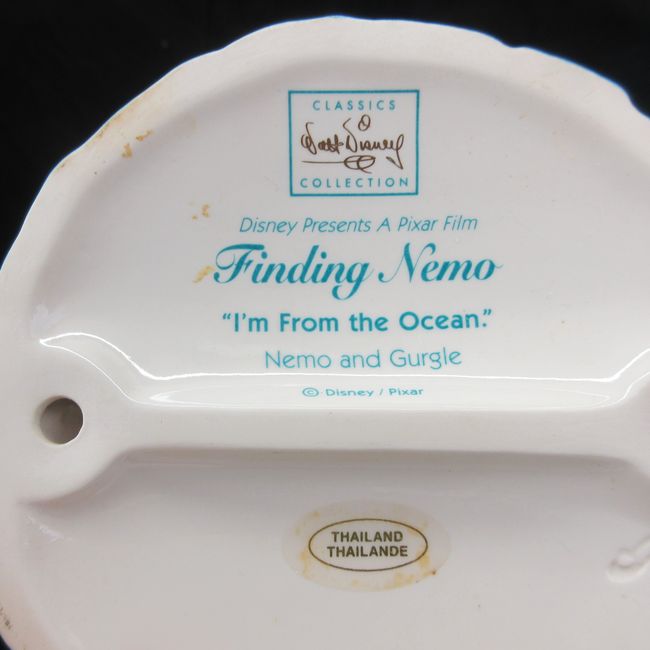 CLASSICS
Walt Disney
COLLECTION
Disney Presents A Pixar Film
Finding Nemo
"I'm From the Ocean."
Nemo and Gurgle
© Disney / Pixar
THAILAND
THAILANDE